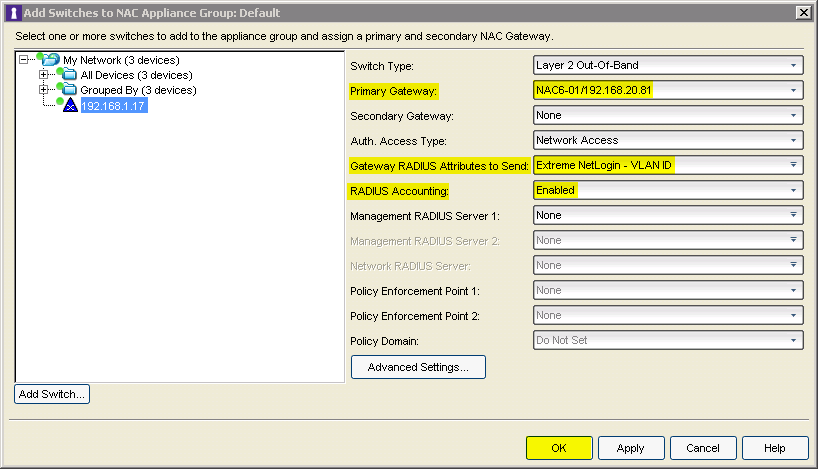 Add Switches to NAC Appliance Group: Default
Select one or more switches to add to the appliance group and assign a primary and secondary NAC Gateway.
My Network (3 devices)
All Devices (3 devices)
Grouped By (3 devices)
192.168.1.17
Add Switch...
Switch Type: Layer 2 Out-Of-Band
Primary Gateway: NAC6-01/192.168.20.81
Secondary Gateway: None
Auth. Access Type: Network Access
Gateway RADIUS Attributes to Send: Extreme NetLogin - VLAN ID
RADIUS Accounting: Enabled
Management RADIUS Server 1: None
Management RADIUS Server 2: None
Network RADIUS Server: None
Policy Enforcement Point 1: None
Policy Enforcement Point 2: None
Policy Domain: Do Not Set
Advanced Settings...
OK Apply Cancel Help